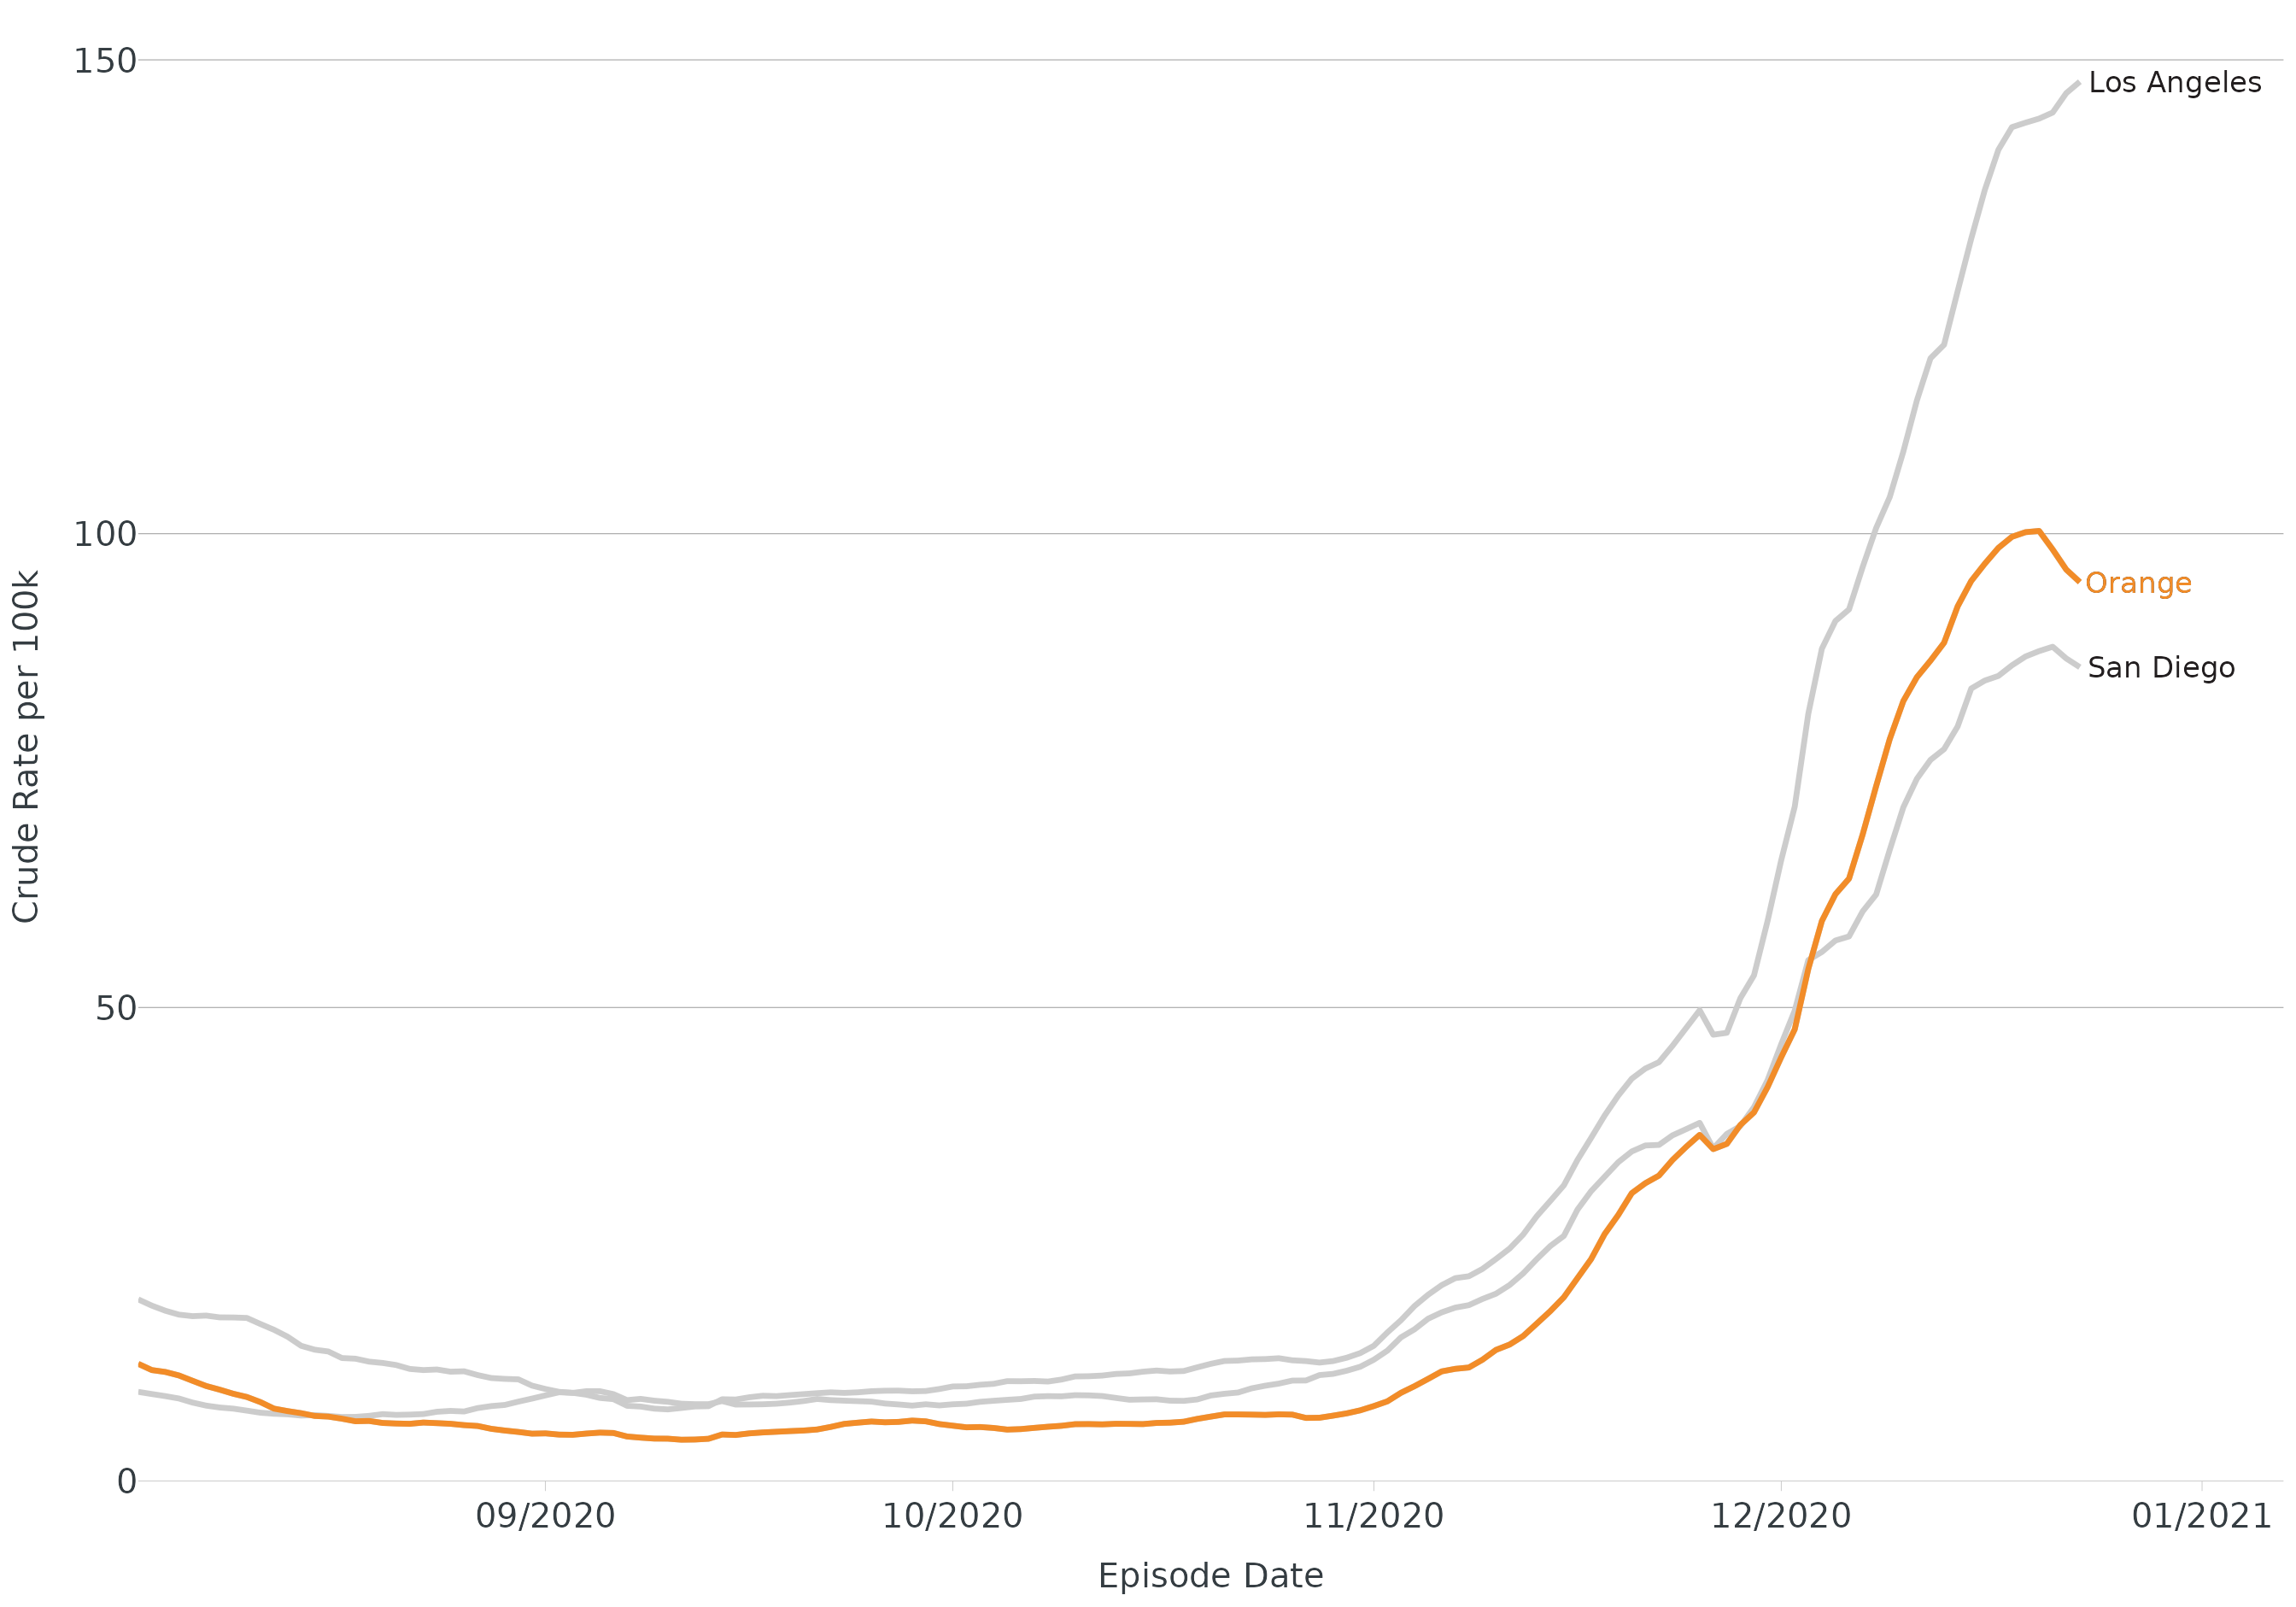 150
Los Angeles
100
Orange
San Diego
50
0
Crude Rate per 100k
09/2020 10/2020 11/2020 12/2020 01/2021
Episode Date